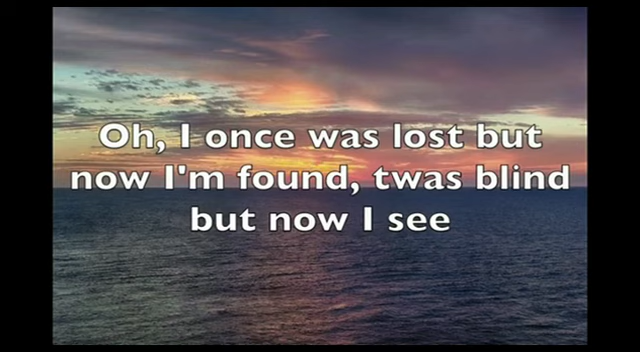 Oh, I once was lost but
now I'm found, twas blind
but now I see